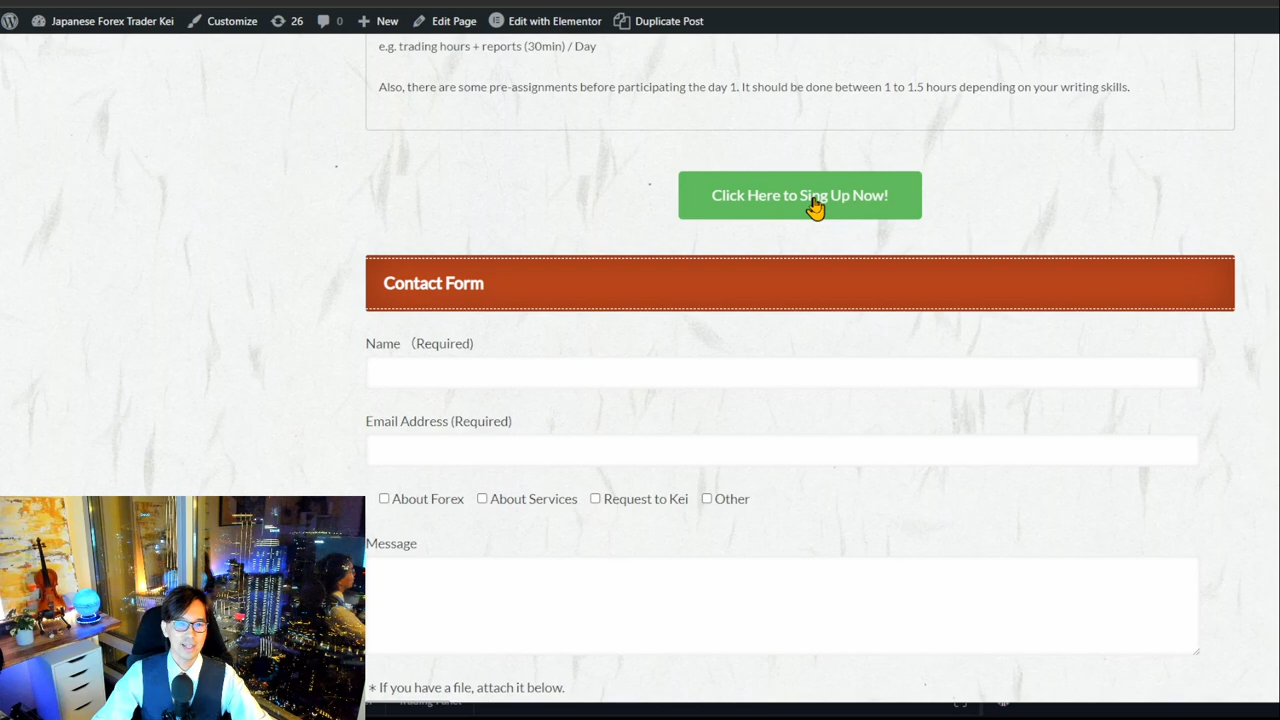 Japanese Forex Trader Kei Customize 26 0 New Edit Page Edit with Elementor Duplicate Post
e.g. trading hours + reports (30min) / Day
Also, there are some pre-assignments before participating the day 1. It should be done between 1 to 1.5 hours depending on your writing skills.
Click Here to Sing Up Now!
Contact Form
Name （Required)
Email Address (Required)
About Forex About Services Request to Kei Other
Message
＊If you have a file, attach it below.